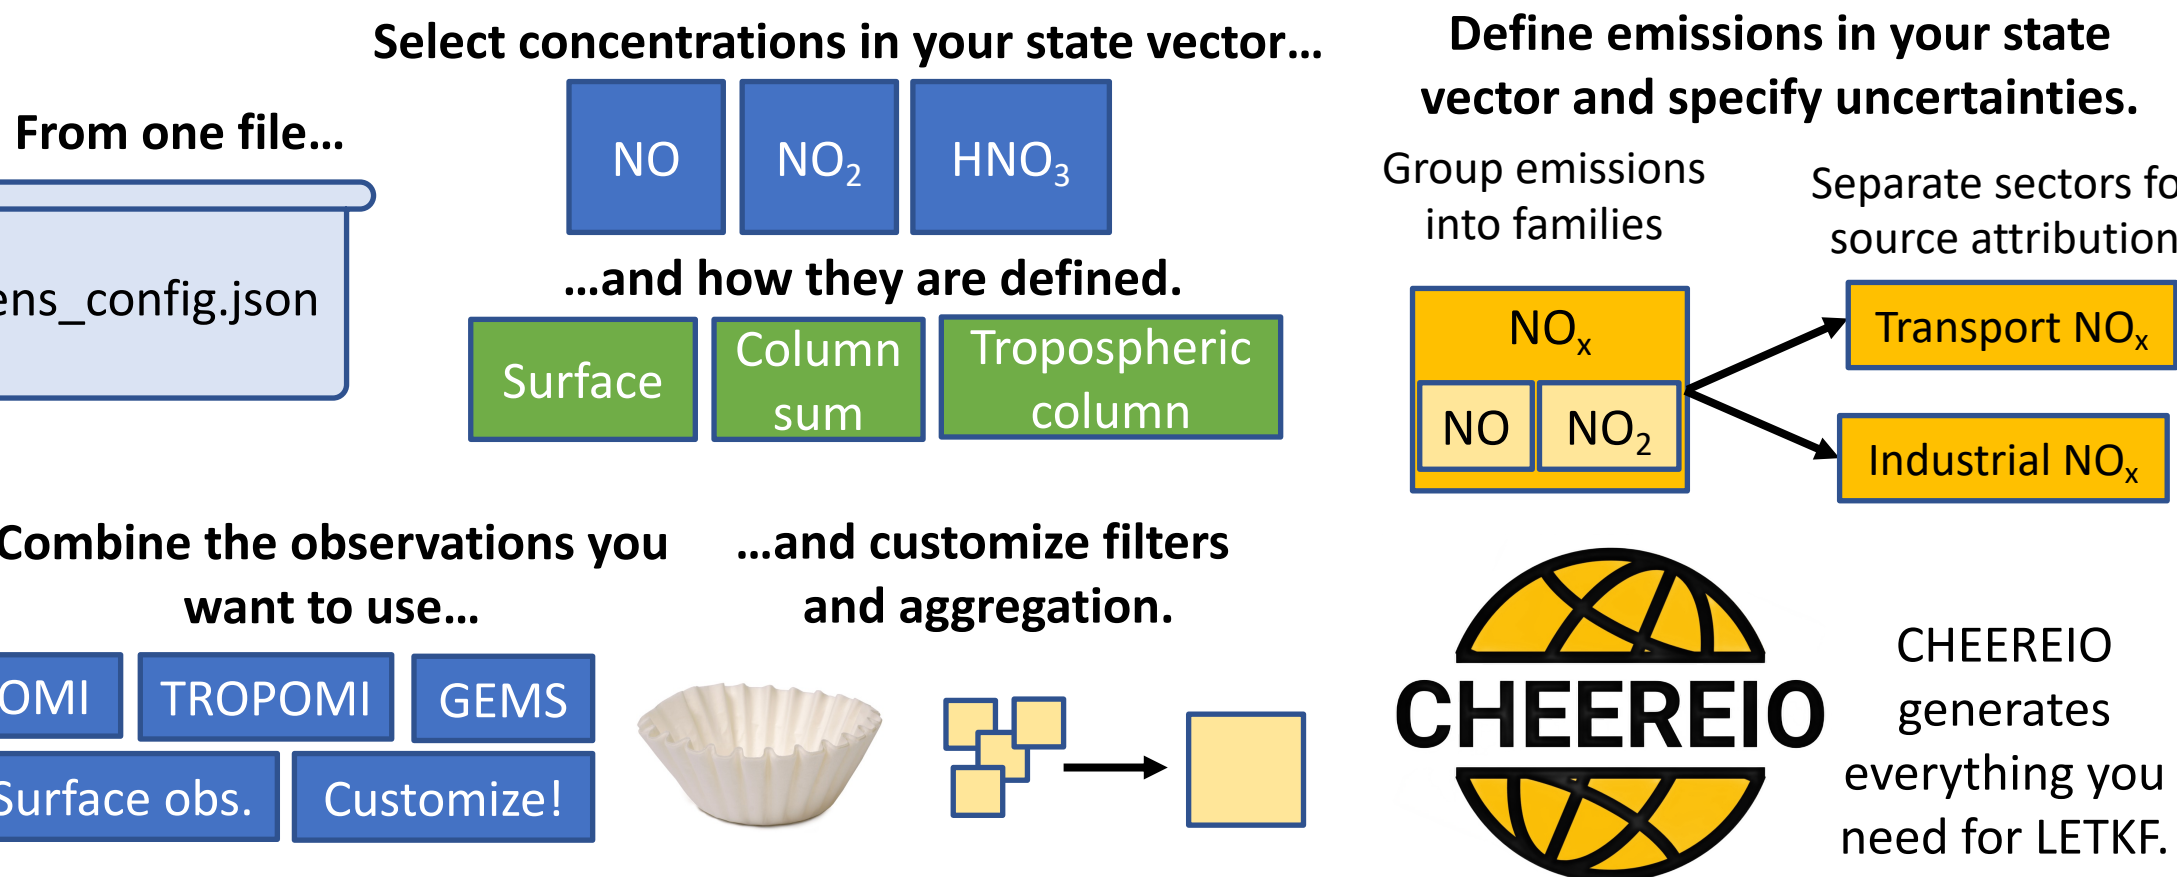 From one file…
ens_config.json
Select concentrations in your state vector…
NO NO₂ HNO₃
…and how they are defined.
Surface
Column
sum
Tropospheric
column
Define emissions in your state
vector and specify uncertainties.
Group emissions
into families
Separate sectors fo
source attribution
NOₓ
NO NO₂
Transport NOₓ
Industrial NOₓ
Combine the observations you
want to use…
OMI TROPOMI GEMS
Surface obs. Customize!
…and customize filters
and aggregation.
CHEEREIO
CHEEREIO
generates
everything you
need for LETKF.